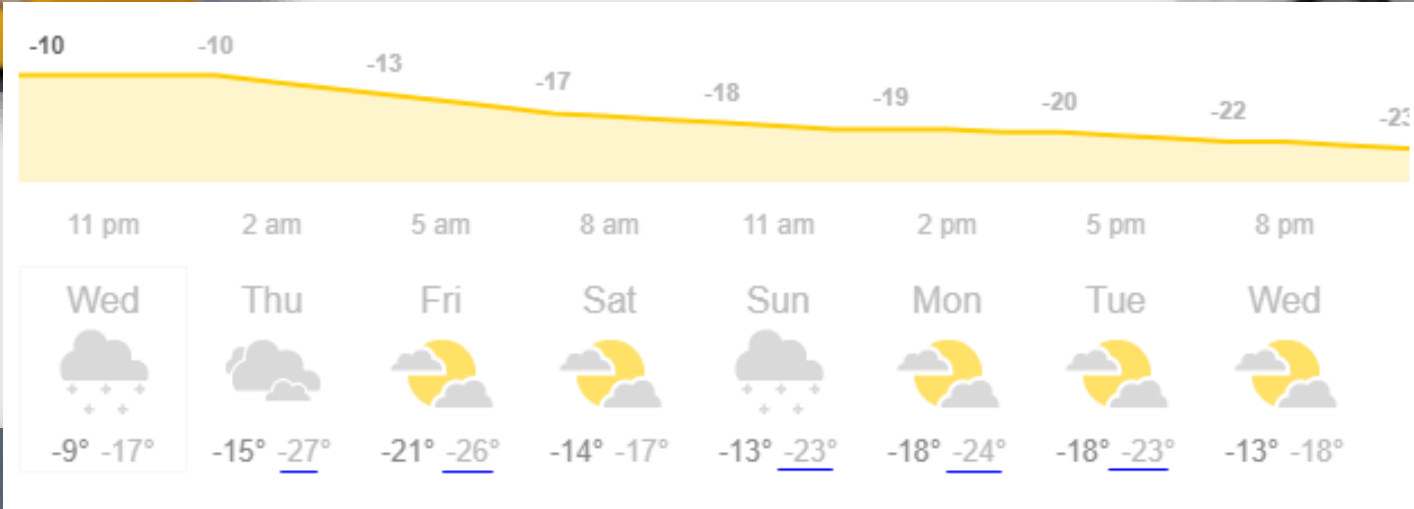 -10 -10 -13 -17 -18 -19 -20 -22
11 pm 2 am 5 am 8 am 11 am 2 pm 5 pm 8 pm
Wed Thu Fri Sat Sun Mon Tue Wed
-9° -17° -15° -27° -21° -26° -14° -17° -13° -23° -18° -24° -18° -23° -13° -18°